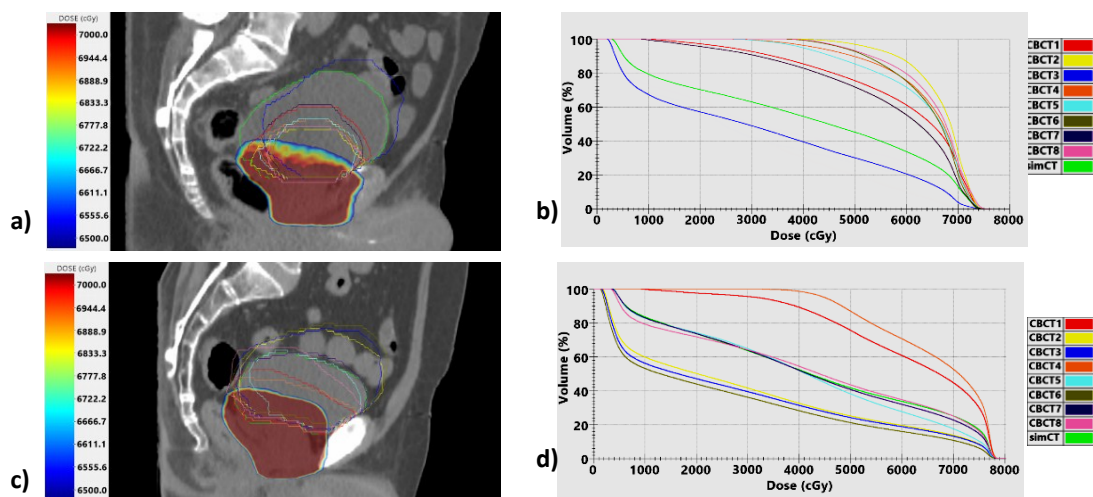 DOSE (cGy)
7000.0
6944.4
6888.9
6833.3
6777.8
6722.2
6666.7
6611.1
6555.6
6500.0
a)
100
80
60
40
20
0
Volume (%)
0 1000 2000 3000 4000 5000 6000 7000 8000
Dose (cGy)
CBCT1
CBCT2
CBCT3
CBCT4
CBCT5
CBCT6
CBCT7
CBCT8
simCT
b)
DOSE (cGy)
7000.0
6944.4
6888.9
6833.3
6777.8
6722.2
6666.7
6611.1
6555.6
6500.0
c)
100
80
60
40
20
0
Volume (%)
0 1000 2000 3000 4000 5000 6000 7000 8000
Dose (cGy)
CBCT1
CBCT2
CBCT3
CBCT4
CBCT5
CBCT6
CBCT7
CBCT8
simCT
d)